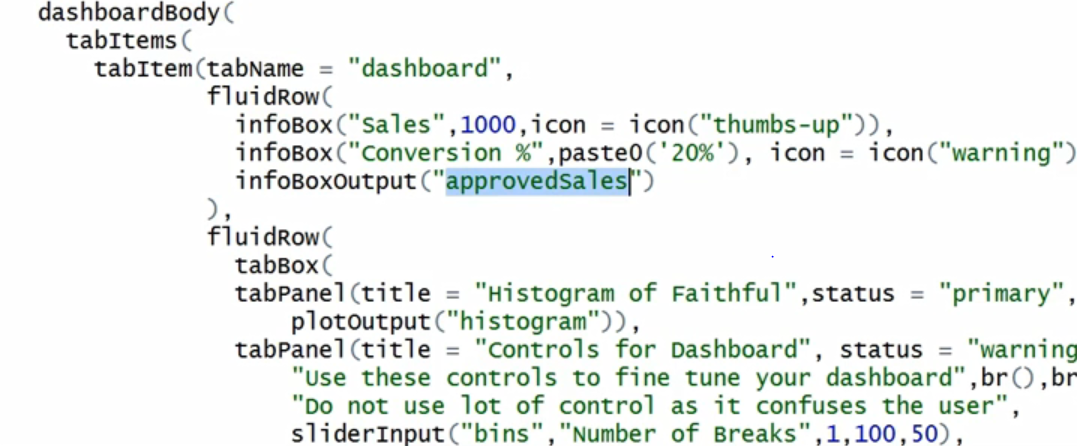 dashboardBody(
tabItems(
tabItem(tabName = "dashboard",
fluidRow(
infoBox("Sales",1000,icon = icon("thumbs-up")),
infoBox("Conversion %",paste0('20%'), icon = icon("warning")
infoBoxOutput("approvedSales")
),
fluidRow(
tabBox(
tabPanel(title = "Histogram of Faithful",status = "primary",
plotOutput("histogram")),
tabPanel(title = "Controls for Dashboard", status = "warning
"Use these controls to fine tune your dashboard",br(),br
"Do not use lot of control as it confuses the user",
sliderInput("bins","Number of Breaks",1,100,50),